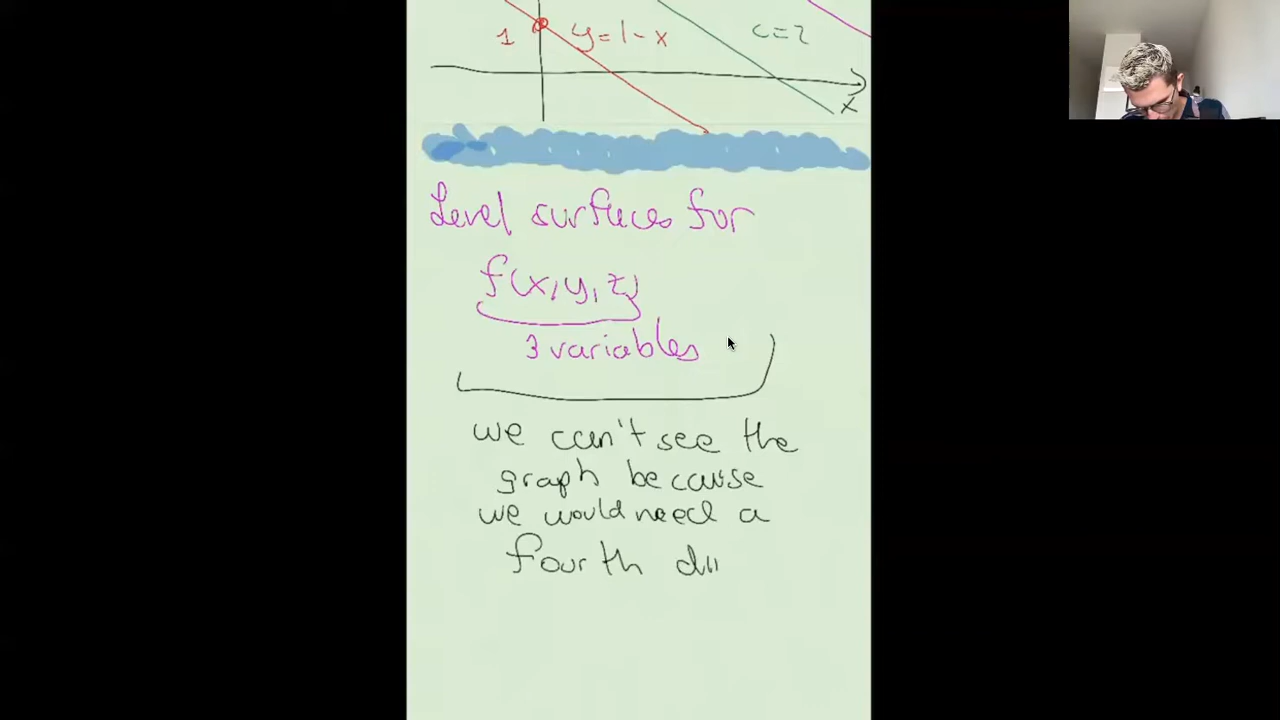 1 y=1-x c=2
x
Level surfaces for
f(x,y,z)
3 variables
we can't see the
graph because
we would need a
fourth